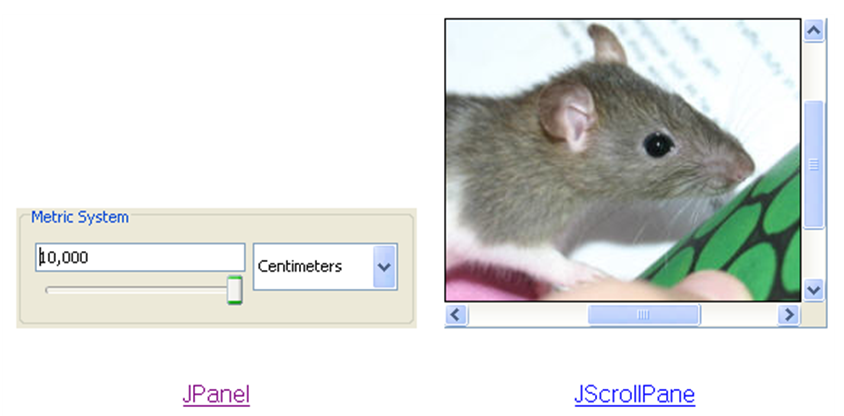 Metric System
10,000
Centimeters
JPanel
JScrollPane